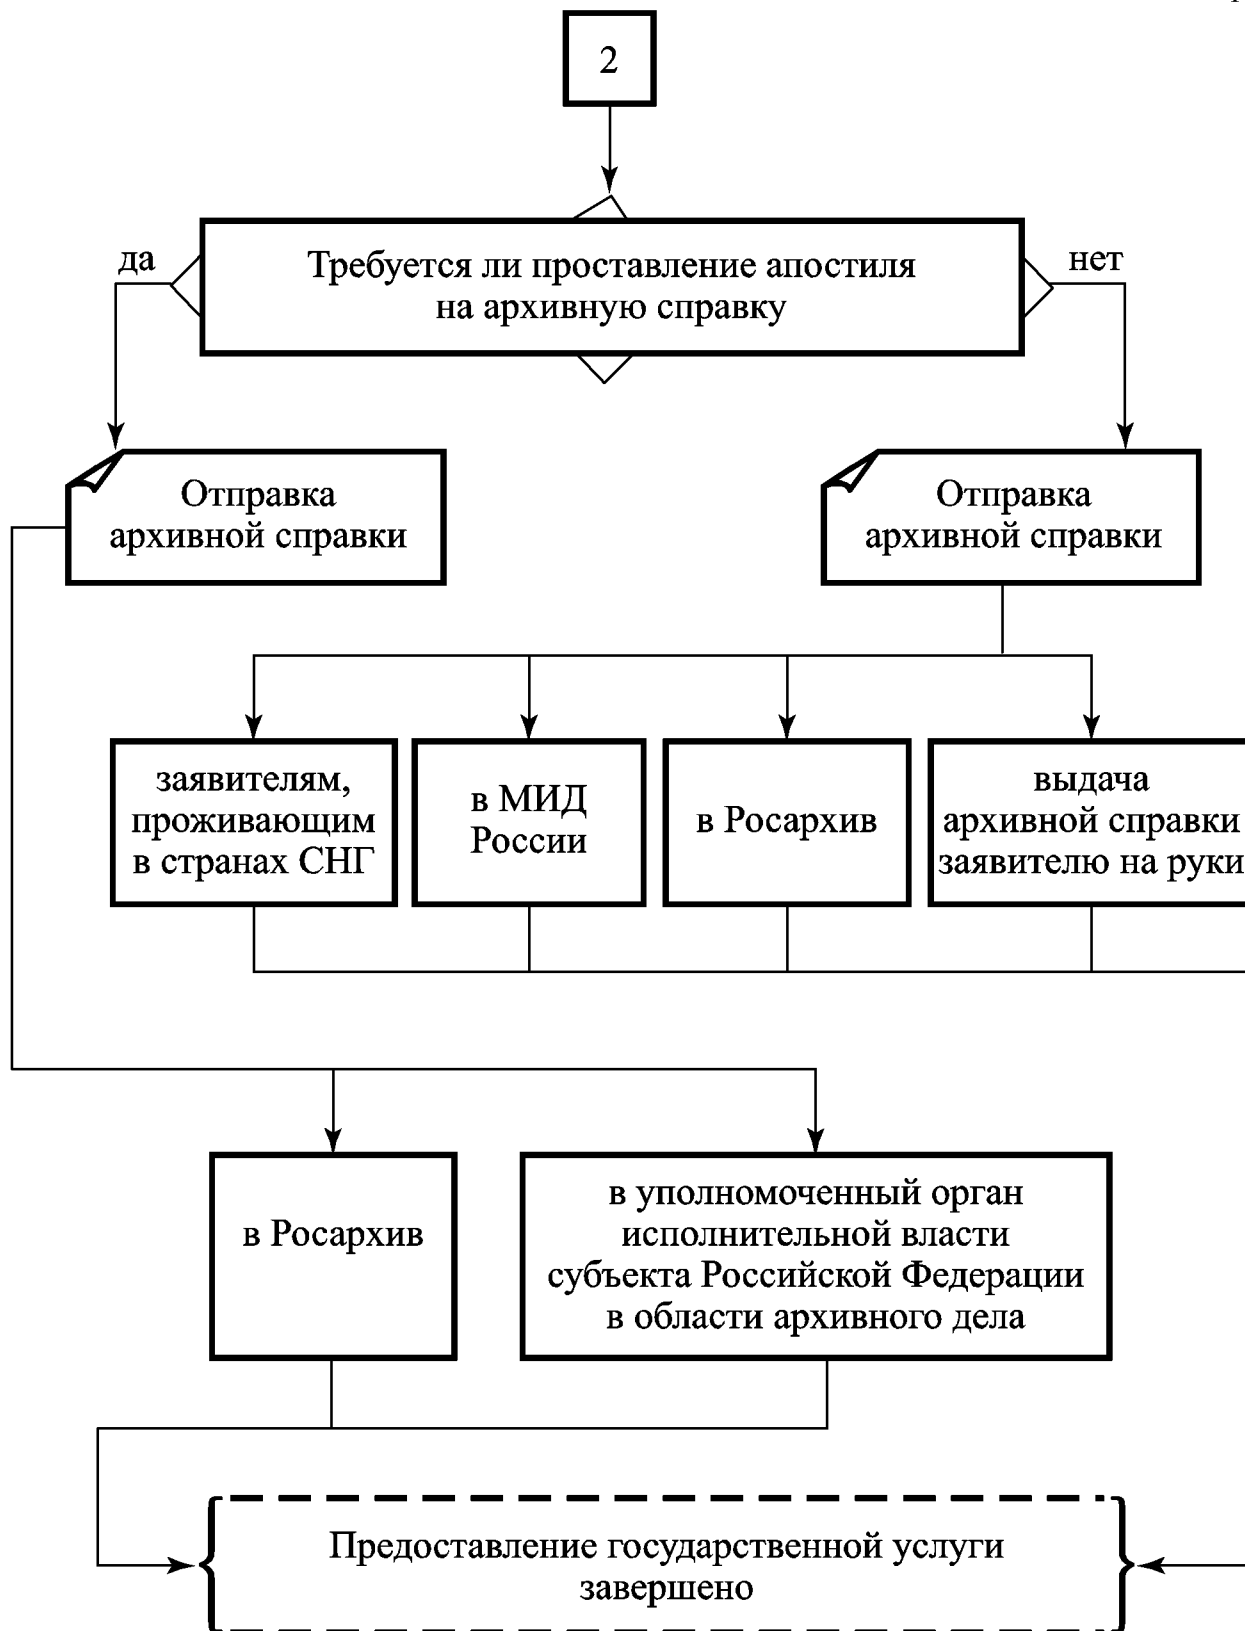 2
да
Требуется ли проставление апостиля
на архивную справку
нет
Отправка
архивной справки
Отправка
архивной справки
заявителям,
проживающим
в странах СНГ
в МИД
России
в Росархив
выдача
архивной справки
заявителю на руки
в Росархив
в уполномоченный орган
исполнительной власти
субъекта Российской Федерации
в области архивного дела
Предоставление государственной услуги
завершено